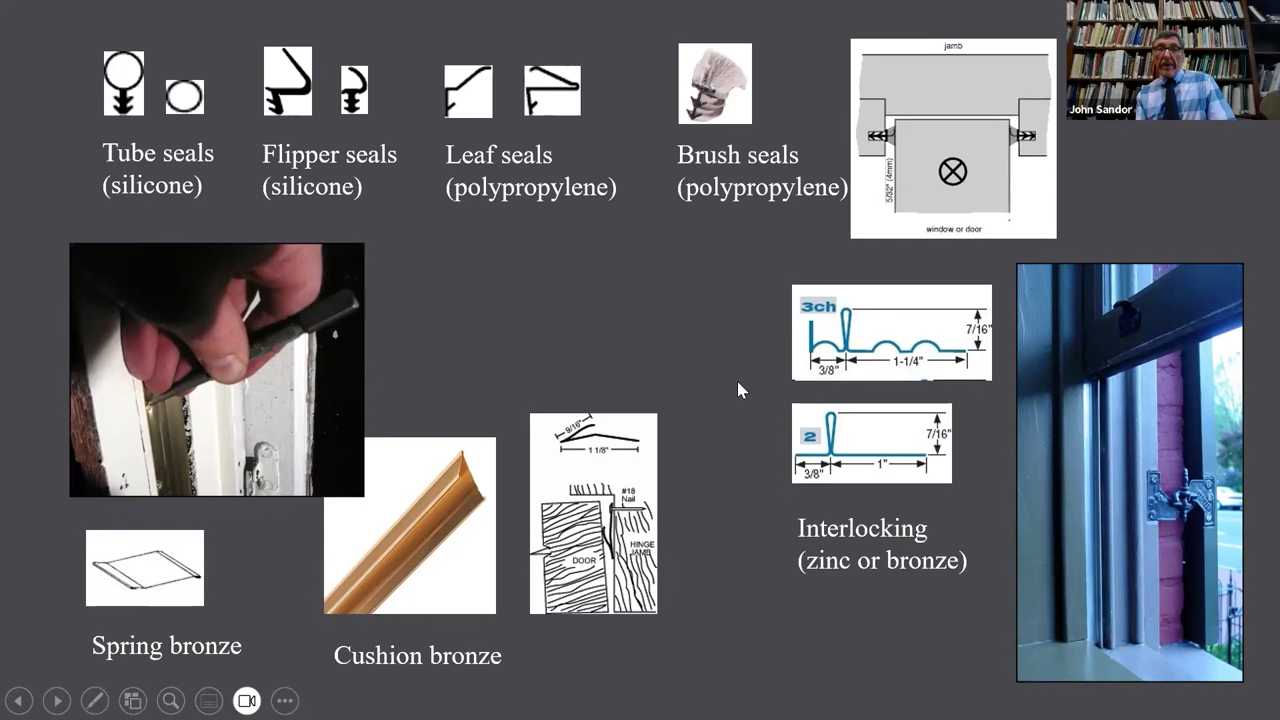 Tube seals
(silicone)
Flipper seals
(silicone)
Leaf seals
(polypropylene)
Brush seals
(polypropylene)
jamb
5/32" (4mm)
window or door
John Sandor
3ch
7/16"
3/8"
1-1/4"
2
7/16"
3/8"
1"
Interlocking
(zinc or bronze)
9/16"
1 1/8"
#18
Nail
DOOR
HINGE
JAMB
Spring bronze
Cushion bronze